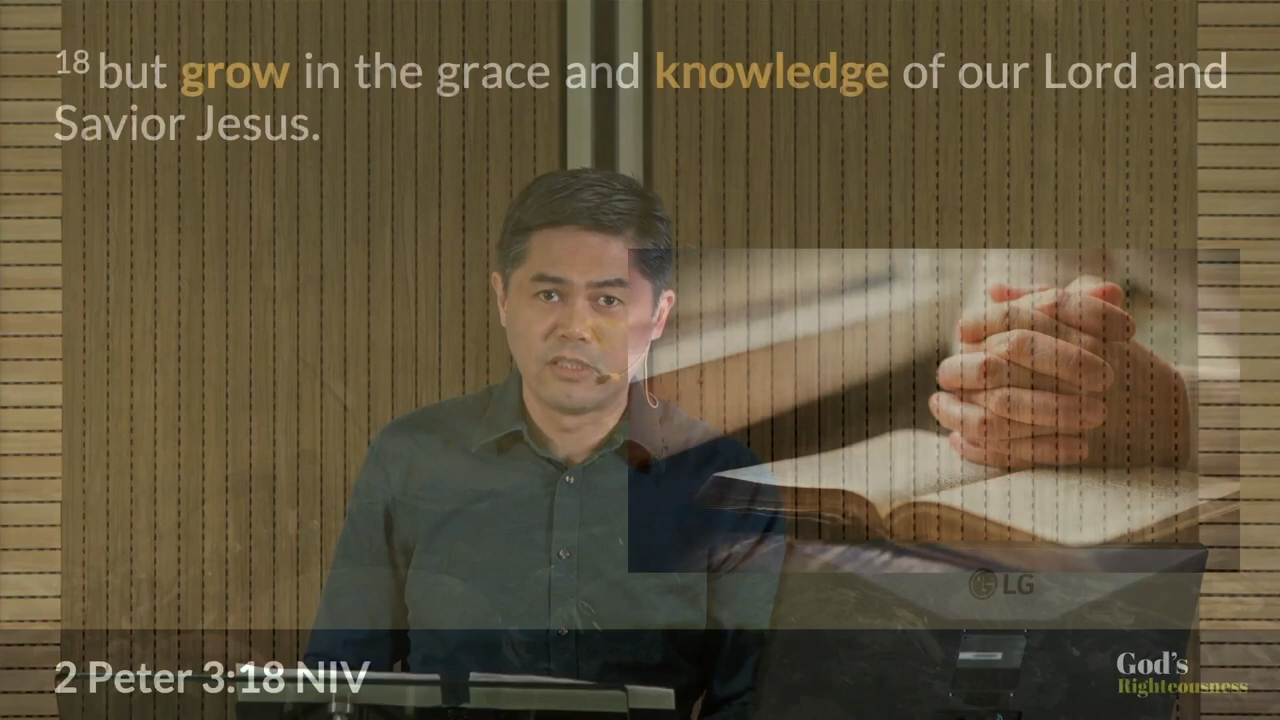 18 but grow in the grace and knowledge of our Lord and
Savior Jesus.
LG
2 Peter 3:18 NIV
God's
Righteousness